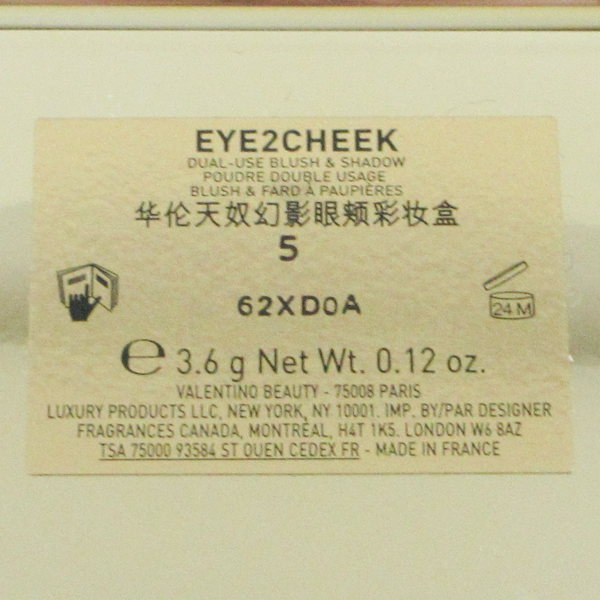 EYE2CHEEK
DUAL-USE BLUSH & SHADOW
POUDRE DOUBLE USAGE
BLUSH & FARD À PAUPIÈRES
华伦天奴幻影眼颊彩妆盒
5
62XD0A
24 M
℮ 3.6 g Net Wt. 0.12 oz.
VALENTINO BEAUTY - 75008 PARIS
LUXURY PRODUCTS LLC, NEW YORK, NY 10001. IMP. BY/PAR DESIGNER
FRAGRANCES CANADA, MONTRÉAL, H4T 1K5. LONDON W6 8AZ
TSA 75000 93584 ST OUEN CEDEX FR - MADE IN FRANCE